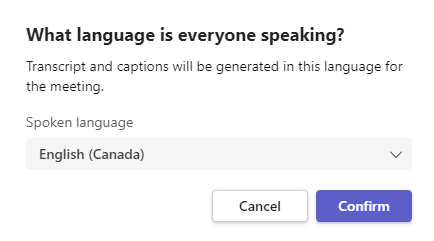 What language is everyone speaking?
Transcript and captions will be generated in this language for
the meeting.
Spoken language
English (Canada)
Cancel
Confirm